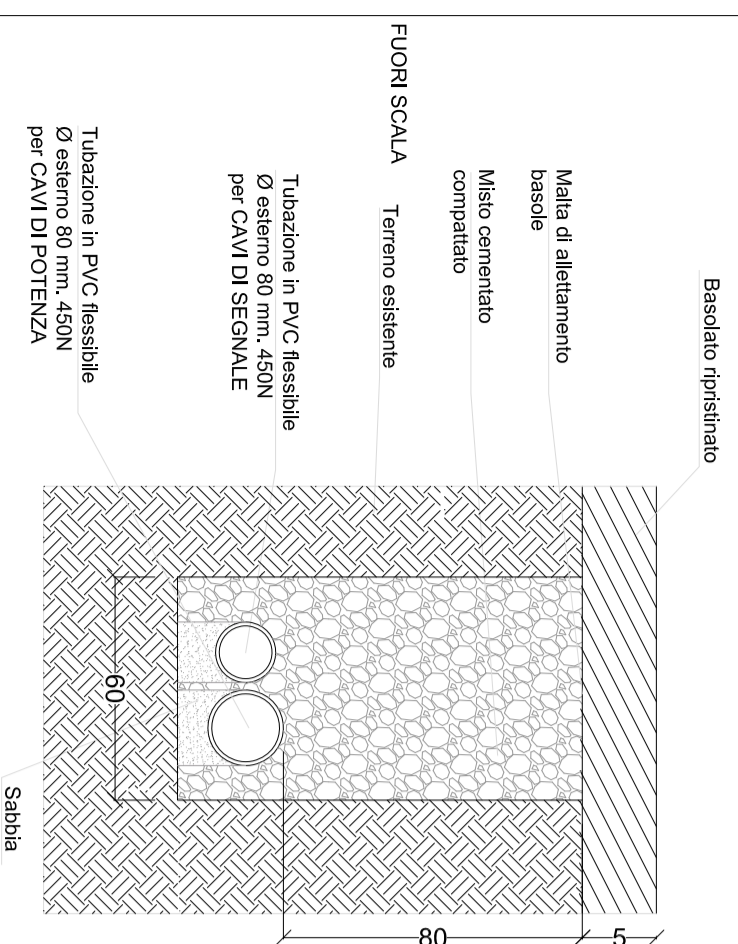 Basolato ripristinato
Malta di allettamento
basole
Misto cementato
compattato
FUORI SCALA
Terreno esistente
Tubazione in PVC flessibile
Ø esterno 80 mm. 450N
per CAVI DI SEGNALE
Tubazione in PVC flessibile
Ø esterno 80 mm. 450N
per CAVI DI POTENZA
Sabbia
60
80
5